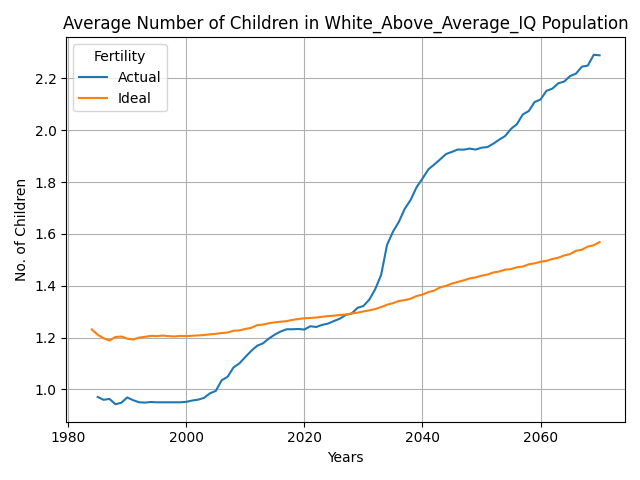 Average Number of Children in White_Above_Average_IQ Population
Fertility
Actual
Ideal
2.2
2.0
1.8
1.6
1.4
1.2
1.0
No. of Children
1980 2000 2020 2040 2060
Years